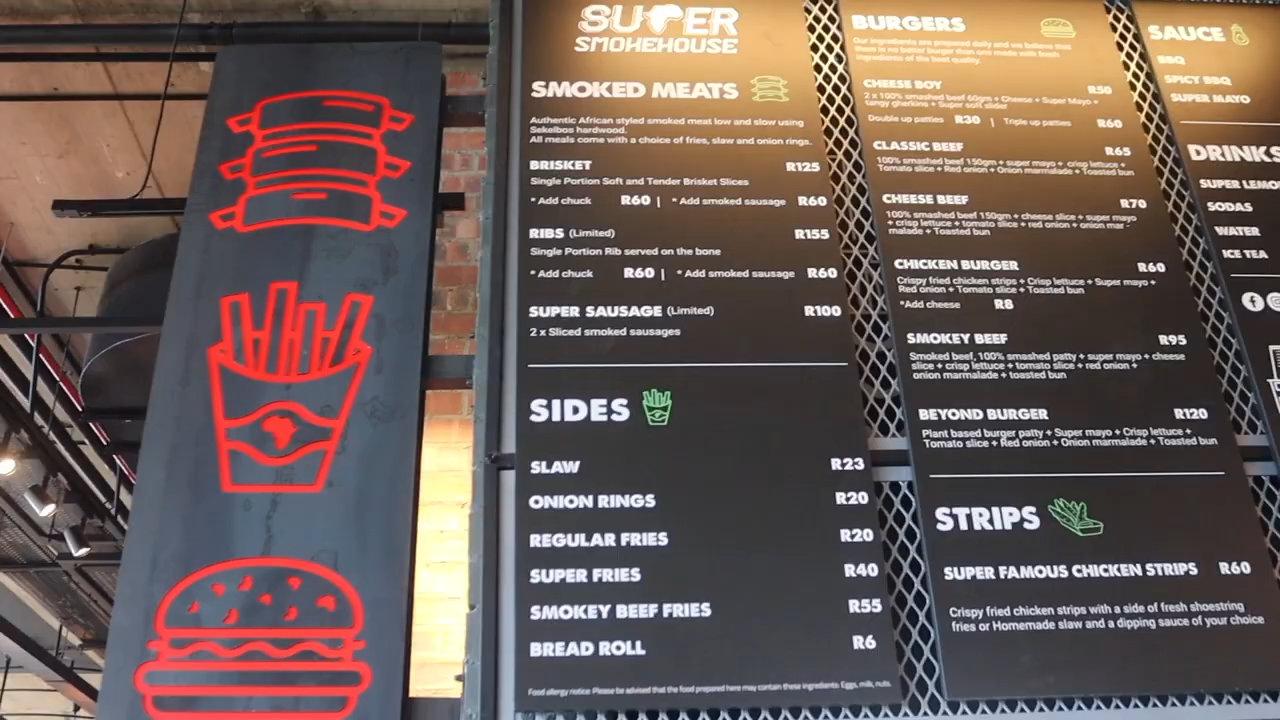 SUPER
SMOKEHOUSE
SMOKED MEATS
Authentic African styled smoked meat low and slow using
Sekelbos hardwood.
All meals come with a choice of fries, slaw and onion rings.
BRISKET R125
Single Portion Soft and Tender Brisket Slices
* Add chuck R60 | * Add smoked sausage R60
RIBS (Limited) R155
Single Portion Rib served on the bone
* Add chuck R60 | * Add smoked sausage R60
SUPER SAUSAGE (Limited) R100
2 x Sliced smoked sausages
SIDES
SLAW R23
ONION RINGS R20
REGULAR FRIES R20
SUPER FRIES R40
SMOKEY BEEF FRIES R55
BREAD ROLL R6
Food allergy notice: Please be advised that the food prepared here may contain these ingredients: Eggs, milk, nuts.
BURGERS
Our ingredients are prepared daily and we believe that
there is no better burger than one made with fresh
ingredients of the best quality.
CHEESE BOY R50
2 x 100% smashed beef 60gm + Cheese + Super Mayo +
tangy gherkins + Super soft slider
Double up patties R30 | Triple up patties R60
CLASSIC BEEF R65
100% smashed beef 150gm + super mayo + crisp lettuce +
Tomato slice + Red onion + Onion marmalade + Toasted bun
CHEESE BEEF R70
100% smashed beef 150gm + cheese slice + super mayo
+ crisp lettuce + tomato slice + red onion + onion mar -
malade + Toasted bun
CHICKEN BURGER R60
Crispy fried chicken strips + Crisp lettuce + Super mayo +
Red onion + Tomato slice + Toasted bun
*Add cheese R8
SMOKEY BEEF R95
Smoked beef, 100% smashed patty + super mayo + cheese
slice + crisp lettuce + tomato slice + red onion +
onion marmalade + toasted bun
BEYOND BURGER R120
Plant based burger patty + Super mayo + Crisp lettuce +
Tomato slice + Red onion + Onion marmalade + Toasted bun
STRIPS
SUPER FAMOUS CHICKEN STRIPS R60
Crispy fried chicken strips with a side of fresh shoestring
fries or Homemade slaw and a dipping sauce of your choice
SAUCE
BBQ
SPICY BBQ
SUPER MAYO
DRINKS
SUPER LEMO
SODAS
WATER
ICE TEA